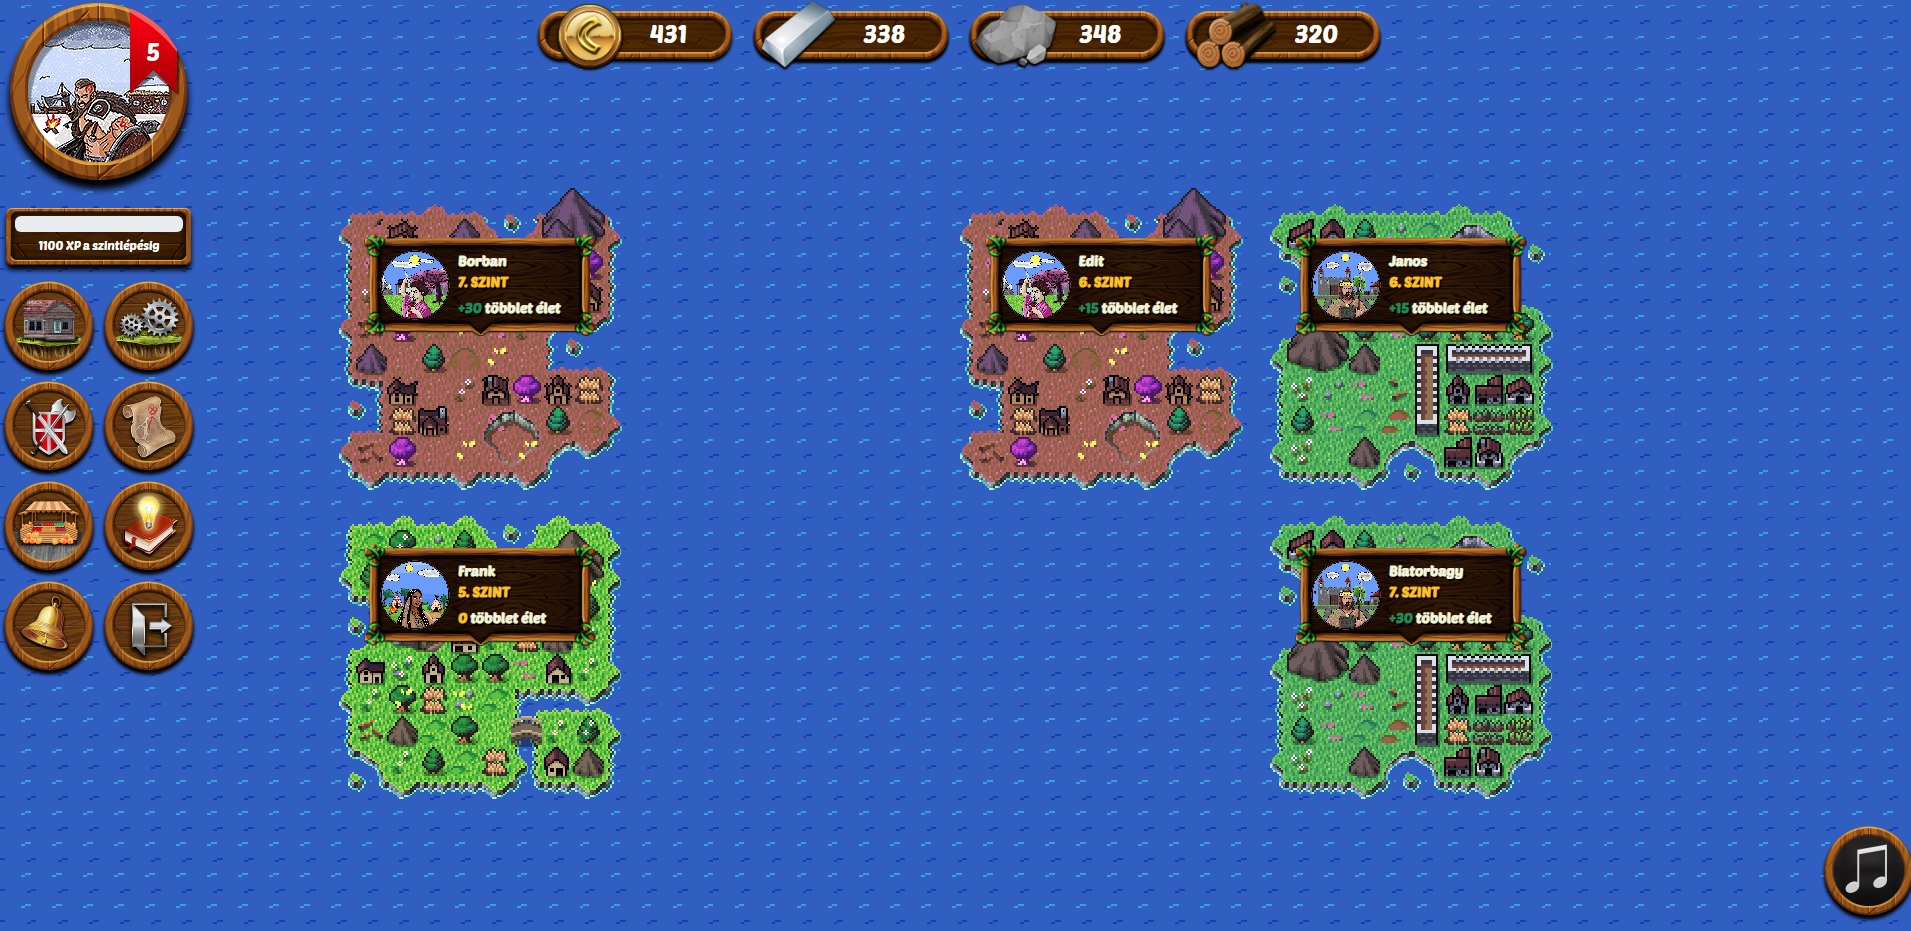 5
431
338
348
320
1100 XP a szintlépésig
Borban
7. SZINT
+30 többlet élet
Edit
6. SZINT
+15 többlet élet
Janos
6. SZINT
+15 többlet élet
Frank
5. SZINT
0 többlet élet
Biatorbagy
7. SZINT
+30 többlet élet